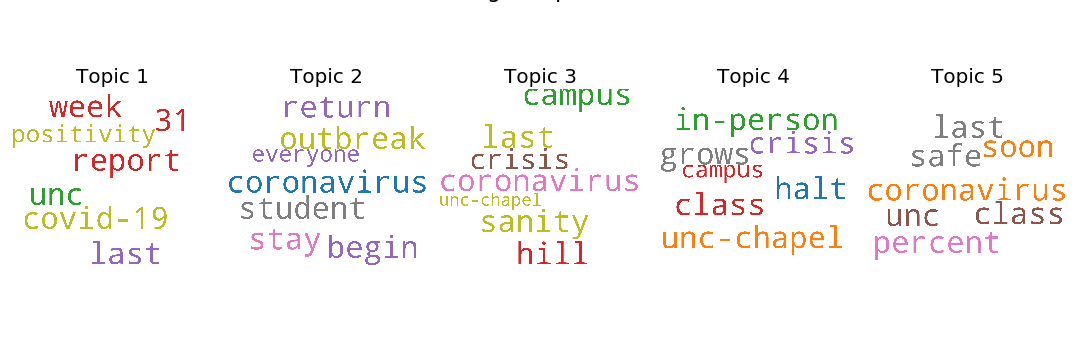 Topic 1
week
31
positivity
report
unc
covid-19
last
Topic 2
return
outbreak
everyone
coronavirus
student
stay
begin
Topic 3
campus
last
crisis
coronavirus
unc-chapel
sanity
hill
Topic 4
in-person
crisis
grows
campus
halt
class
unc-chapel
Topic 5
last
soon
safe
coronavirus
class
unc
percent